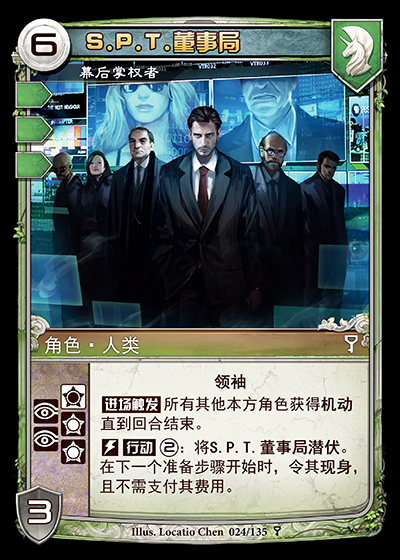 6
S.P.T.董事局
幕后掌权者
VTR02
VTR033
角色·人类
领袖
进场触发 所有其他本方角色获得机动
直到回合结束。
行动 2：将S.P.T.董事局潜伏。
在下一个准备步骤开始时，令其现身，
且不需支付其费用。
3
Illus. Locatio Chen 024/135